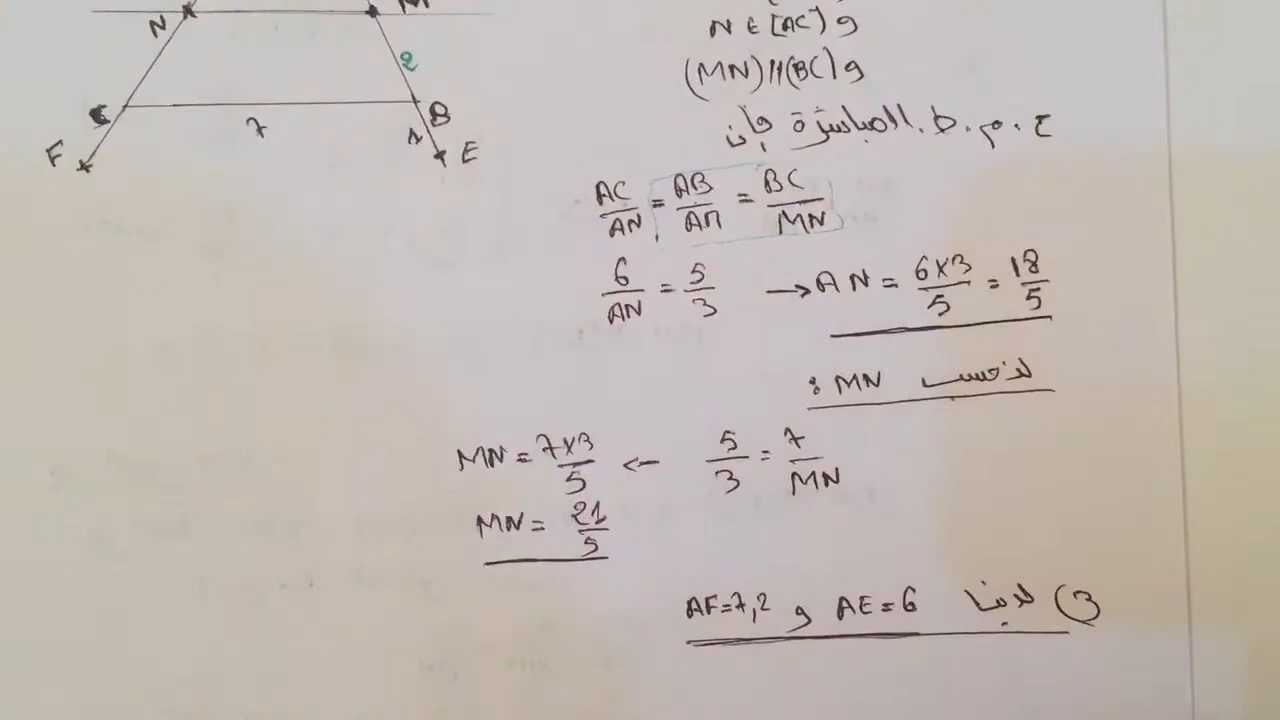 N M
2
C B
7 1
F E
و N ∈ [AC]
و (MN)//(BC)
ح.م.ط. المباشرة فإن
AC/AN = AB/AM = BC/MN
6/AN = 5/3 → AN = 6×3/5 = 18/5
لنحسب MN :
5/3 = 7/MN ← MN = 7×3/5
MN = 21/5
3) لدينا AE=6 و AF=7,2